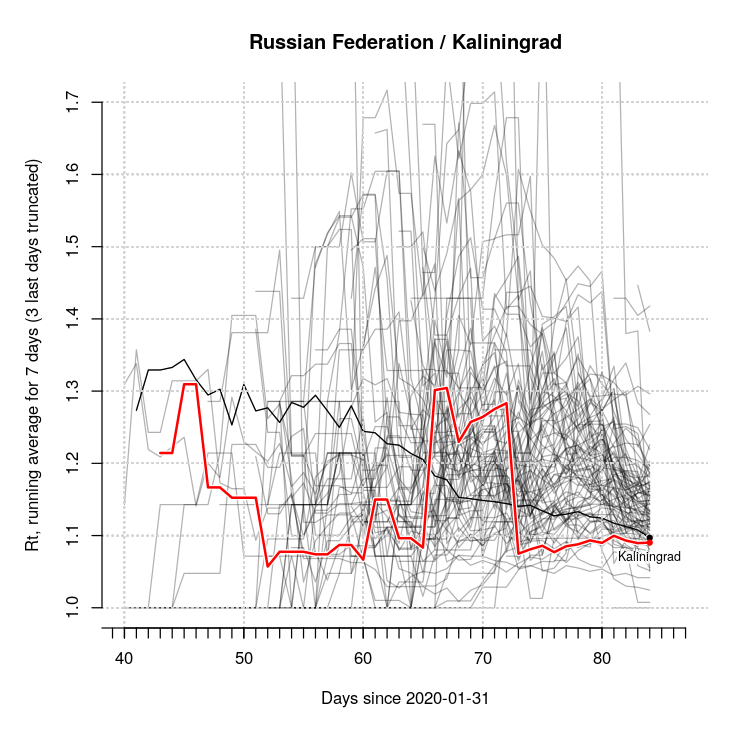 Russian Federation / Kaliningrad
Rt, running average for 7 days (3 last days truncated)
1.7
1.6
1.5
1.4
1.3
1.2
1.1
1.0
Kaliningrad
40 50 60 70 80
Days since 2020-01-31